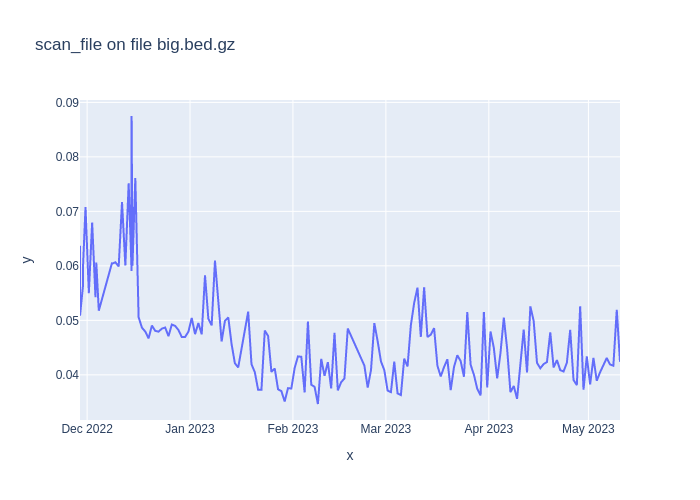 scan_file on file big.bed.gz
0.09
0.08
0.07
0.06
0.05
0.04
y
Dec 2022 Jan 2023 Feb 2023 Mar 2023 Apr 2023 May 2023
x